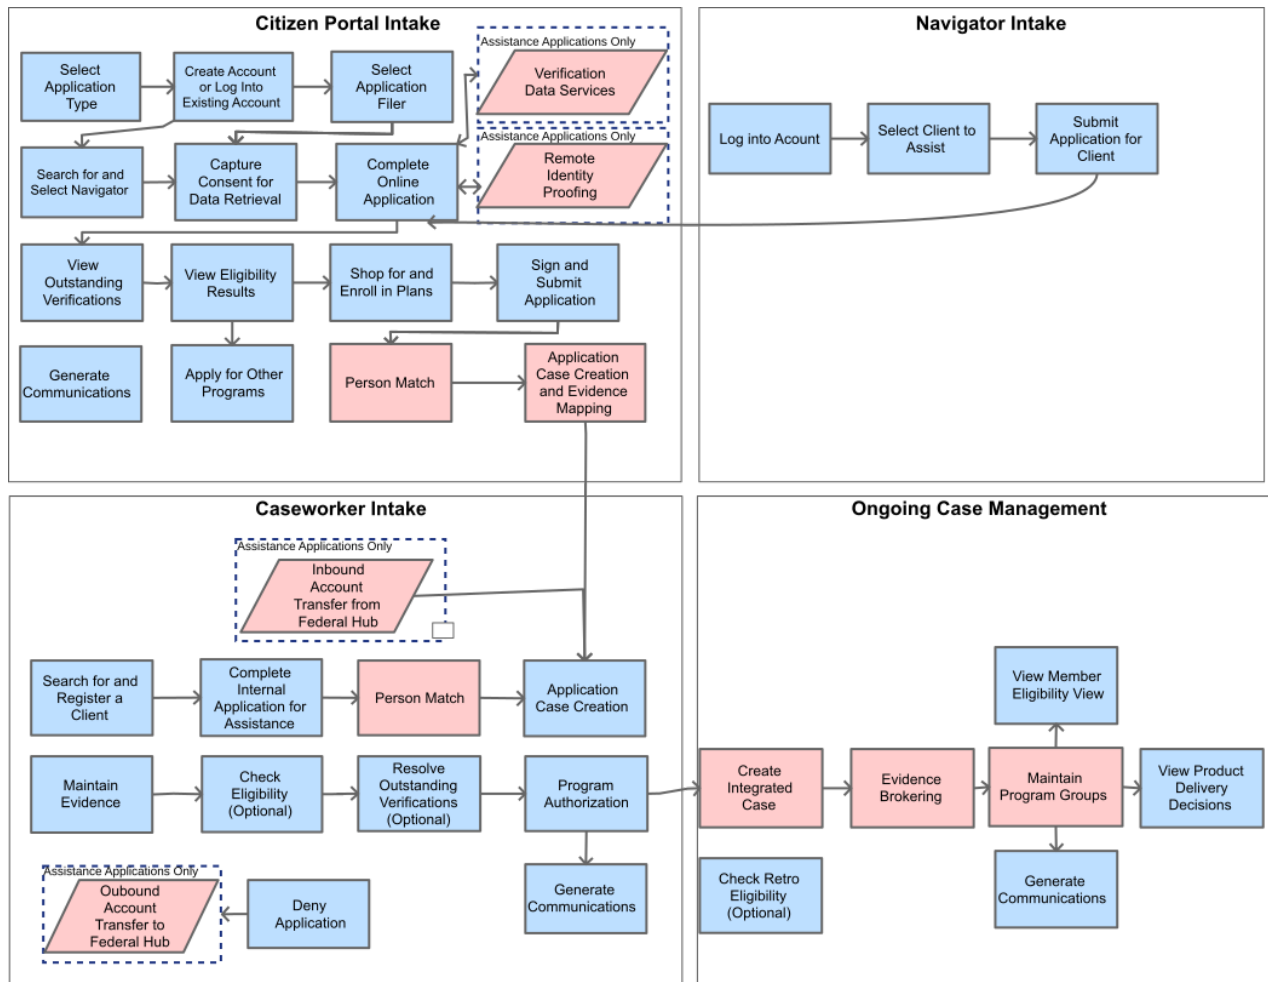 Citizen Portal Intake
Select
Application
Type
Create Account
or Log Into
Existing Account
Select
Application
Filer
Assistance Applications Only
Verification
Data Services
Search for and
Select Navigator
Capture
Consent for
Data Retrieval
Complete
Online
Application
Assistance Applications Only
Remote
Identity
Proofing
View
Outstanding
Verifications
View Eligibility
Results
Shop for and
Enroll in Plans
Sign and
Submit
Application
Generate
Communications
Apply for Other
Programs
Person Match
Application
Case Creation
and Evidence
Mapping
Navigator Intake
Log into Acount
Select Client to
Assist
Submit
Application for
Client
Caseworker Intake
Assistance Applications Only
Inbound
Account
Transfer from
Federal Hub
Search for and
Register a
Client
Complete
Internal
Application for
Assistance
Person Match
Application
Case Creation
Maintain
Evidence
Check
Eligibility
(Optional)
Resolve
Outstanding
Verifications
(Optional)
Program
Authorization
Assistance Applications Only
Oubound
Account
Transfer to
Federal Hub
Deny
Application
Generate
Communications
Ongoing Case Management
View Member
Eligibility View
Create
Integrated
Case
Evidence
Brokering
Maintain
Program Groups
View Product
Delivery
Decisions
Check Retro
Eligibility
(Optional)
Generate
Communications